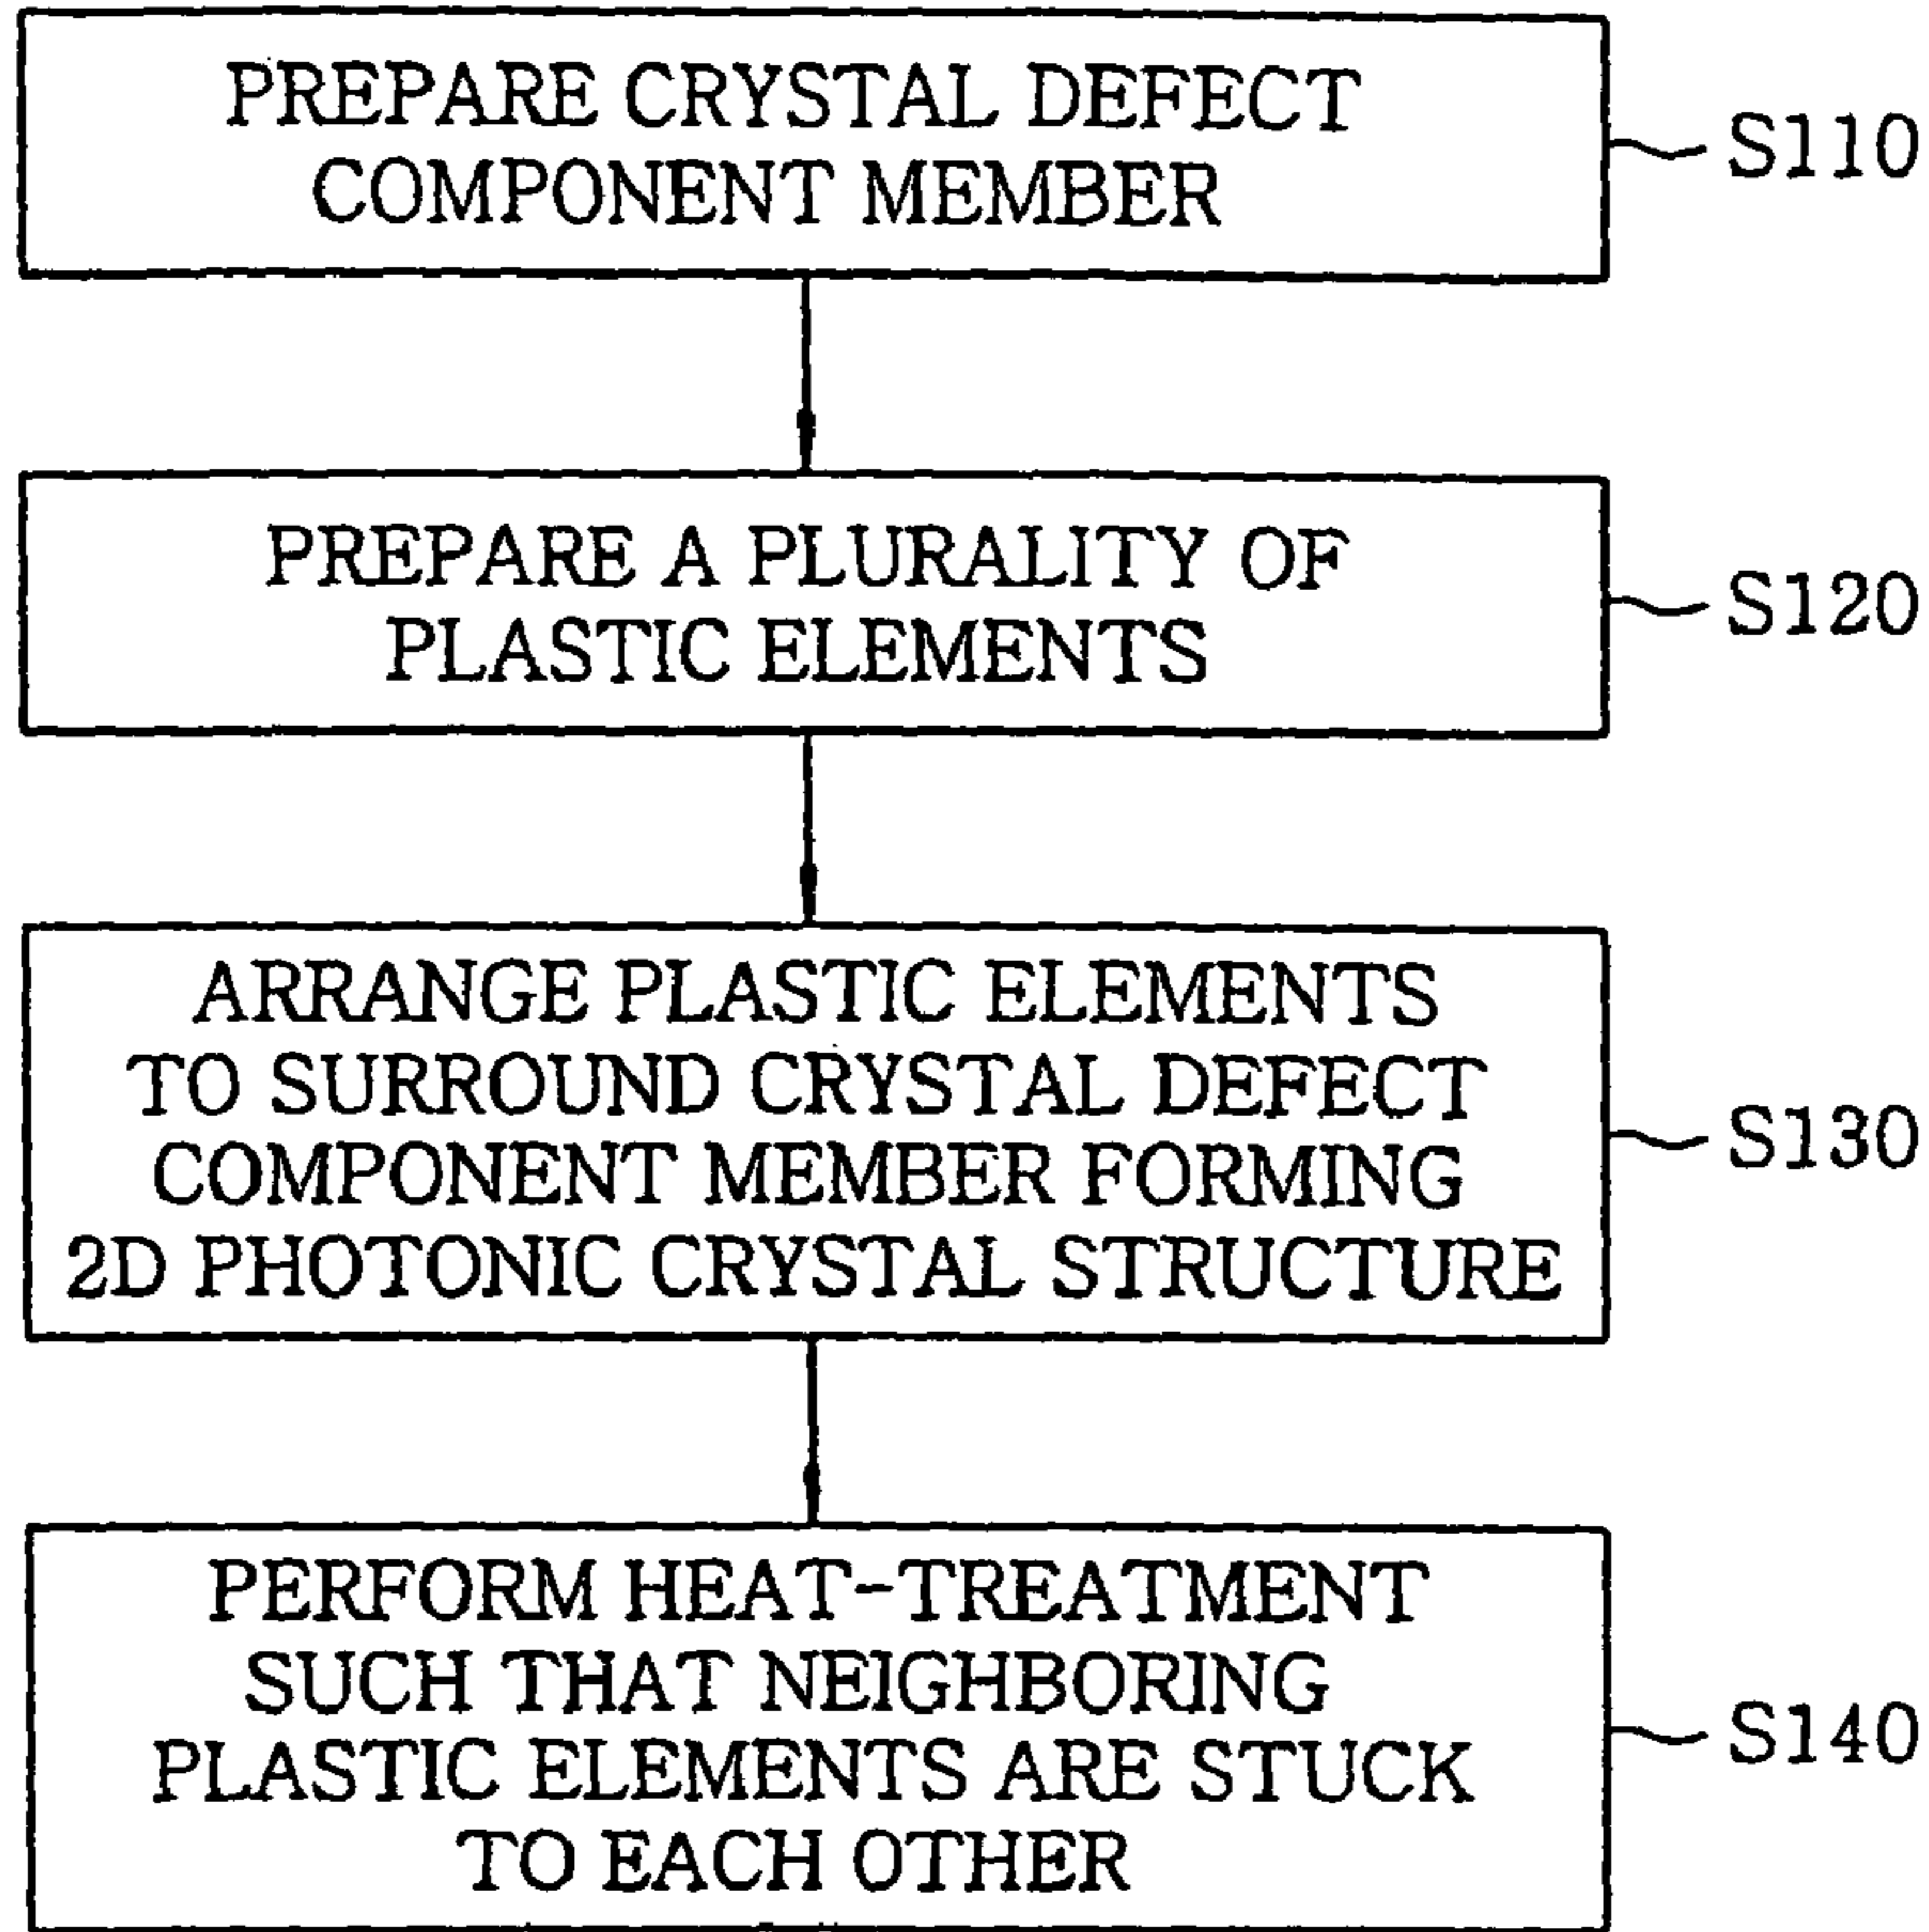 PREPARE CRYSTAL DEFECT
COMPONENT MEMBER
S110
PREPARE A PLURALITY OF
PLASTIC ELEMENTS
S120
ARRANGE PLASTIC ELEMENTS
TO SURROUND CRYSTAL DEFECT
COMPONENT MEMBER FORMING
2D PHOTONIC CRYSTAL STRUCTURE
S130
PERFORM HEAT-TREATMENT
SUCH THAT NEIGHBORING
PLASTIC ELEMENTS ARE STUCK
TO EACH OTHER
S140